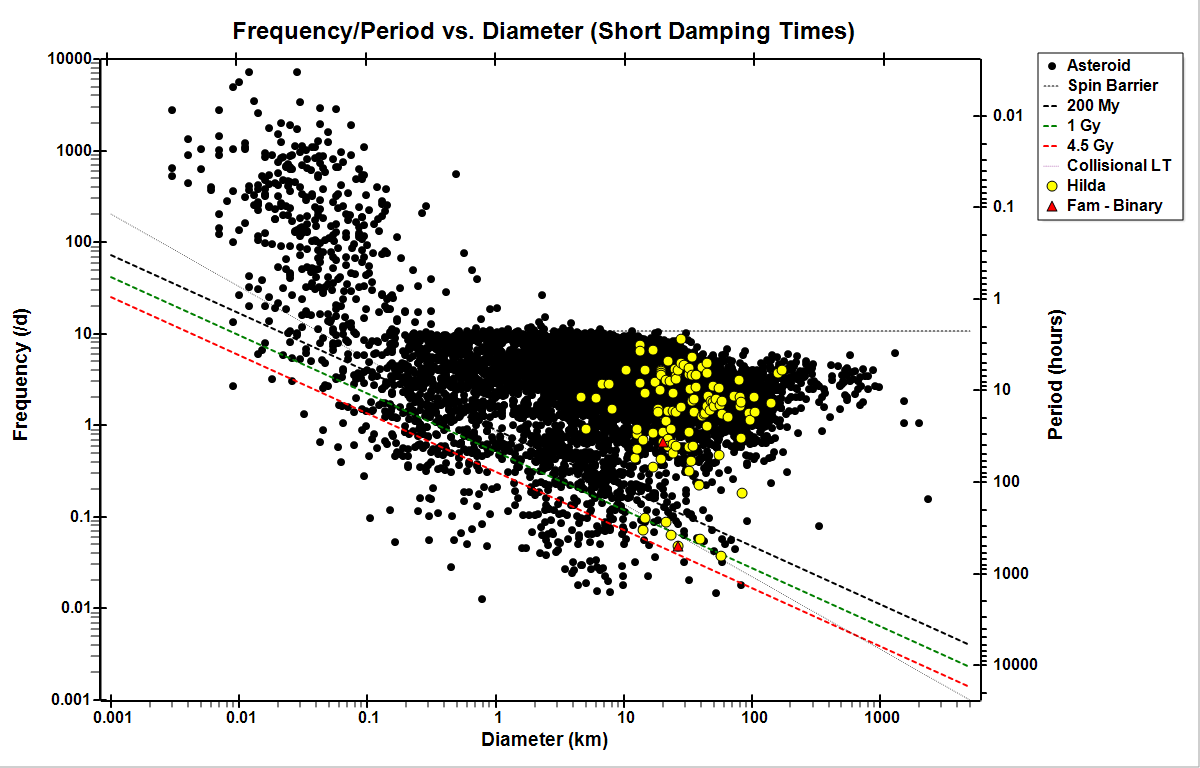 Frequency/Period vs. Diameter (Short Damping Times)
Asteroid
Spin Barrier
200 My
1 Gy
4.5 Gy
Collisional LT
Hilda
Fam - Binary
Frequency (/d)
10000
1000
100
10
1
0.1
0.01
0.001
0.01
0.1
1
10
100
1000
10000
Period (hours)
0.001 0.01 0.1 1 10 100 1000
Diameter (km)